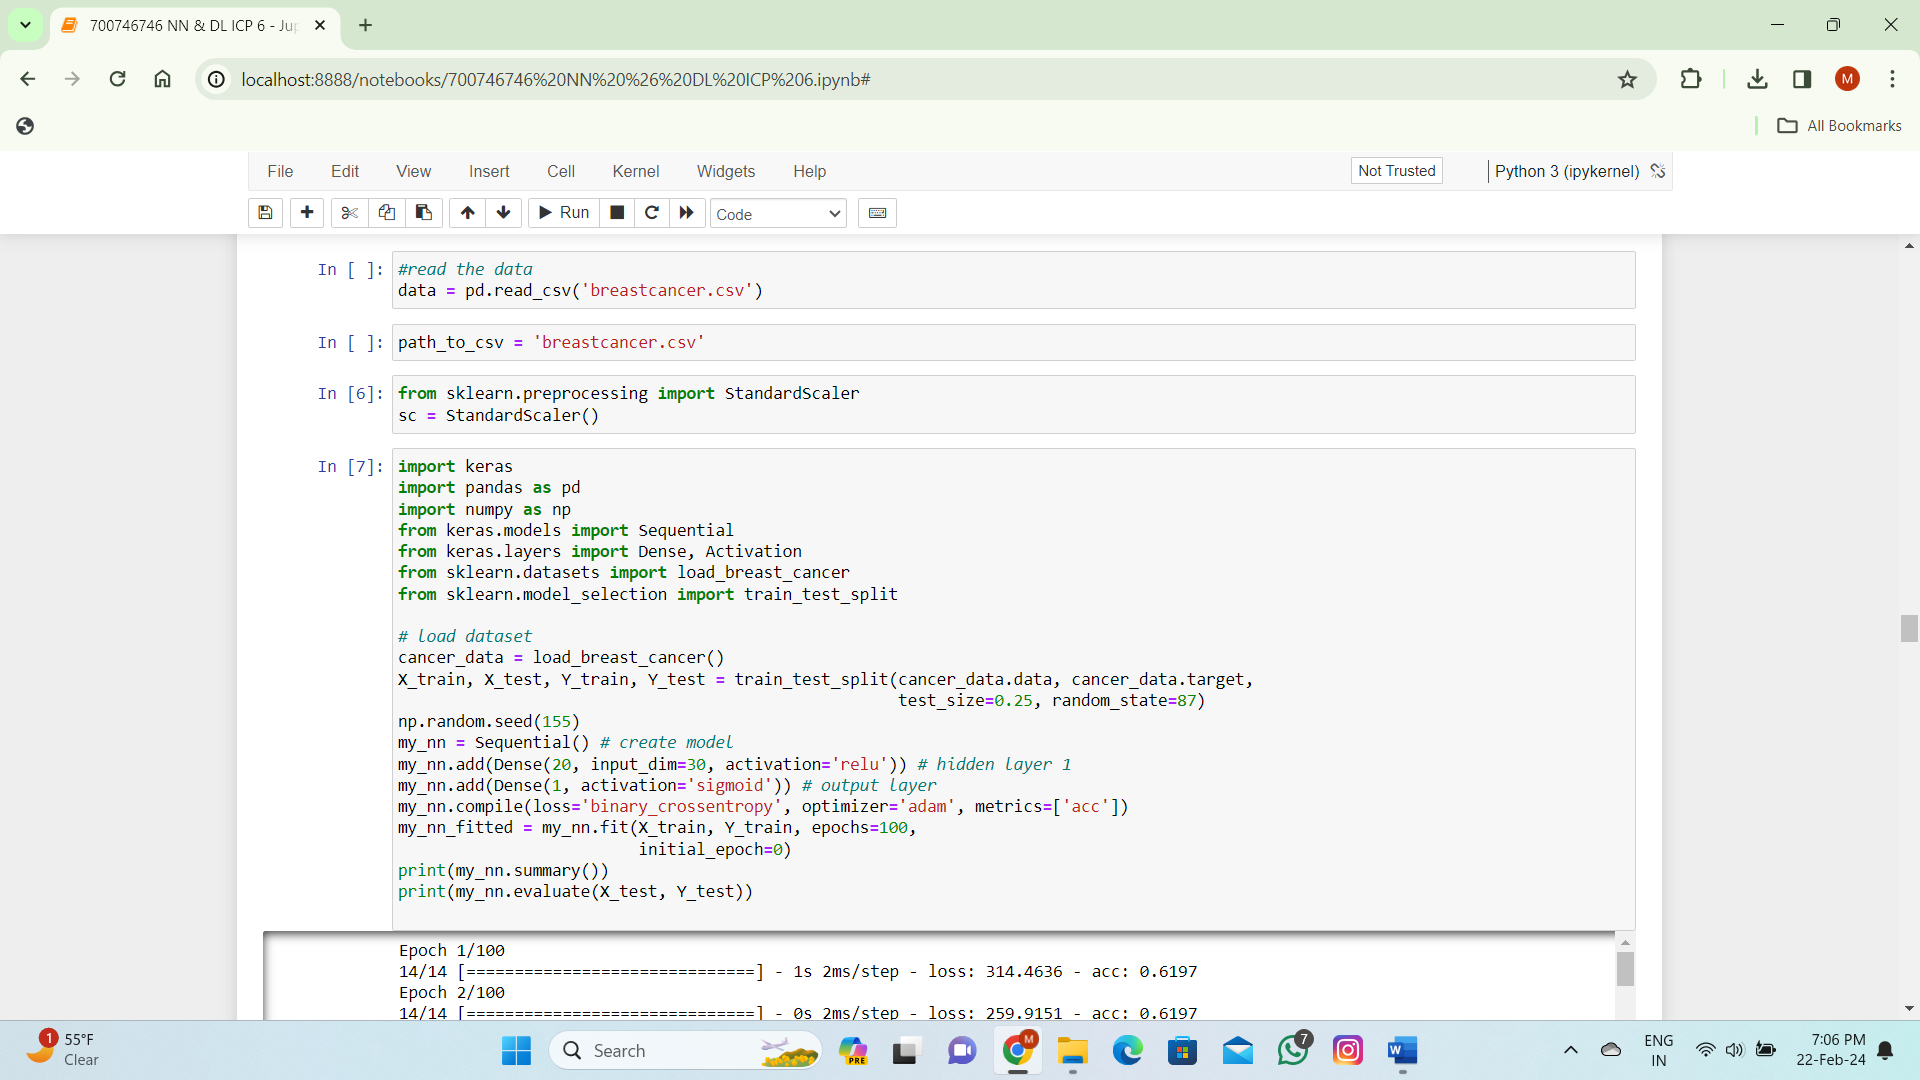 700746746 NN & DL ICP 6 - Jup
localhost:8888/notebooks/700746746%20NN%20%26%20DL%20ICP%206.ipynb#
M
All Bookmarks
File Edit View Insert Cell Kernel Widgets Help
Not Trusted
Python 3 (ipykernel)
Run
Code
In [ ]: #read the data
data = pd.read_csv('breastcancer.csv')
In [ ]: path_to_csv = 'breastcancer.csv'
In [6]: from sklearn.preprocessing import StandardScaler
sc = StandardScaler()
In [7]: import keras
import pandas as pd
import numpy as np
from keras.models import Sequential
from keras.layers import Dense, Activation
from sklearn.datasets import load_breast_cancer
from sklearn.model_selection import train_test_split
# load dataset
cancer_data = load_breast_cancer()
X_train, X_test, Y_train, Y_test = train_test_split(cancer_data.data, cancer_data.target,
test_size=0.25, random_state=87)
np.random.seed(155)
my_nn = Sequential() # create model
my_nn.add(Dense(20, input_dim=30, activation='relu')) # hidden layer 1
my_nn.add(Dense(1, activation='sigmoid')) # output layer
my_nn.compile(loss='binary_crossentropy', optimizer='adam', metrics=['acc'])
my_nn_fitted = my_nn.fit(X_train, Y_train, epochs=100,
initial_epoch=0)
print(my_nn.summary())
print(my_nn.evaluate(X_test, Y_test))
Epoch 1/100
14/14 [==============================] - 1s 2ms/step - loss: 314.4636 - acc: 0.6197
Epoch 2/100
14/14 [==============================] - 0s 2ms/step - loss: 259.9151 - acc: 0.6197
1
55°F
Clear
Search
PRE
M
7
W
ENG
IN
7:06 PM
22-Feb-24